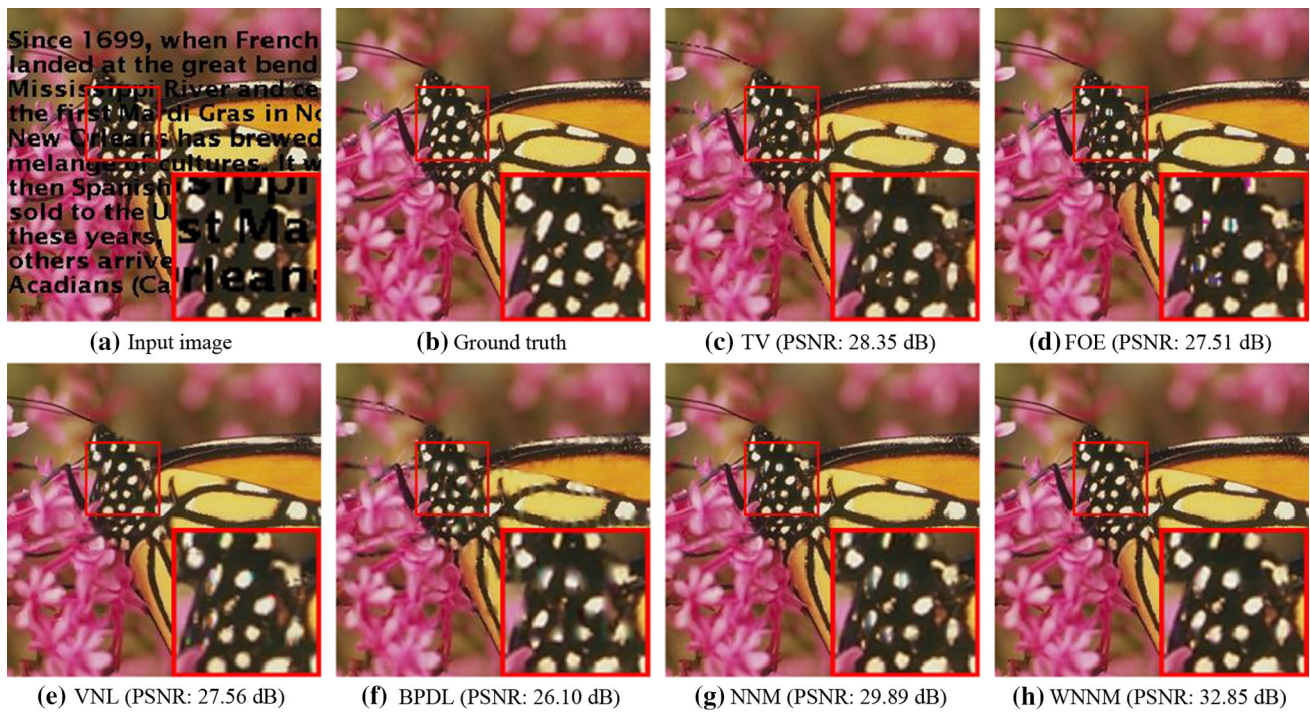 Since 1699, when French
landed at the great bend
Mississippi River and ce
the first Mardi Gras in No
New Orleans has brewed
melange of cultures. It w
then Spanish
sold to the U
these years,
others arrive
Acadians (Ca
sippi
st Ma
rleans
f
(a) Input image
(b) Ground truth
(c) TV (PSNR: 28.35 dB)
(d) FOE (PSNR: 27.51 dB)
(e) VNL (PSNR: 27.56 dB)
(f) BPDL (PSNR: 26.10 dB)
(g) NNM (PSNR: 29.89 dB)
(h) WNNM (PSNR: 32.85 dB)